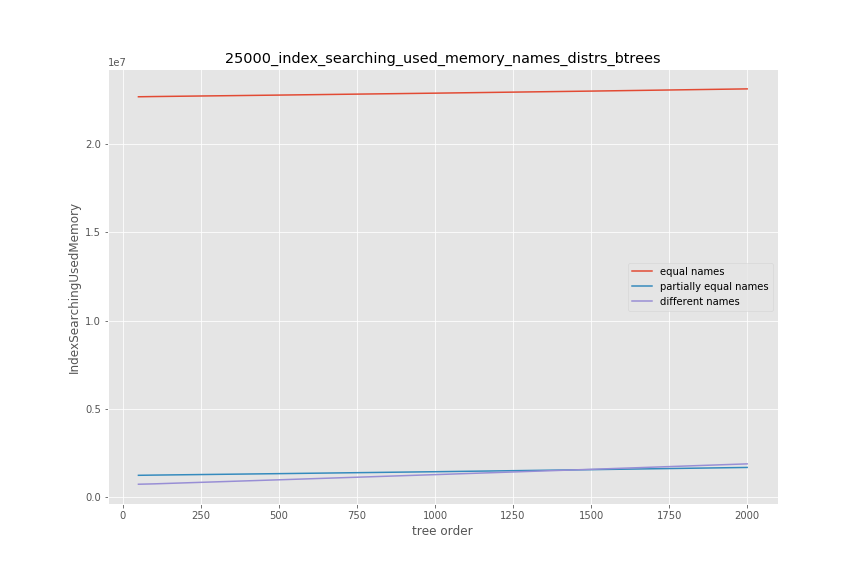 25000_index_searching_used_memory_names_distrs_btrees
1e7
2.0
1.5
1.0
0.5
0.0
IndexSearchingUsedMemory
equal names
partially equal names
different names
0 250 500 750 1000 1250 1500 1750 2000
tree order